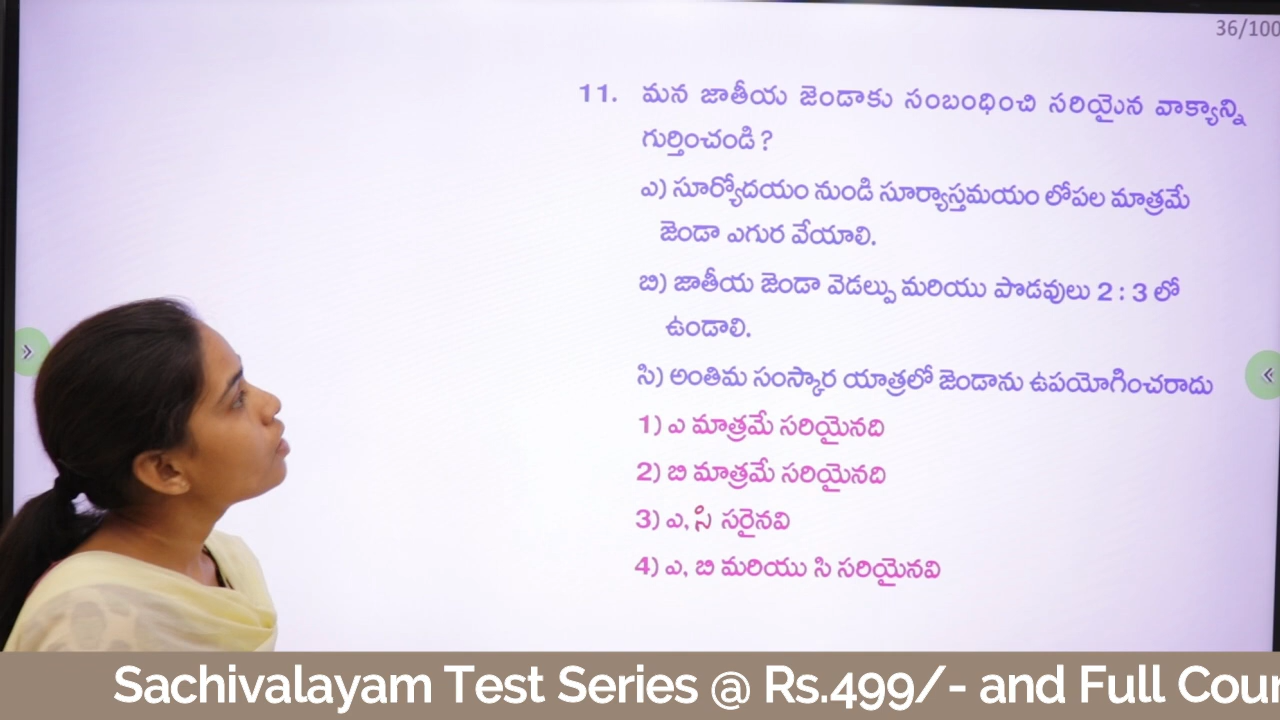 36/100
11. మన జాతీయ జెండాకు సంబంధించి సరియైన వాక్యాన్ని
గుర్తించండి ?
ఎ) సూర్యోదయం నుండి సూర్యాస్తమయం లోపల మాత్రమే
జెండా ఎగుర వేయాలి.
బి) జాతీయ జెండా వెడల్పు మరియు పొడవులు 2 : 3 లో
ఉండాలి.
సి) అంతిమ సంస్కార యాత్రలో జెండాను ఉపయోగించరాదు
1) ఎ మాత్రమే సరియైనది
2) బి మాత్రమే సరియైనది
3) ఎ, సి సరైనవి
4) ఎ, బి మరియు సి సరియైనవి
Sachivalayam Test Series @ Rs.499/- and Full Cour